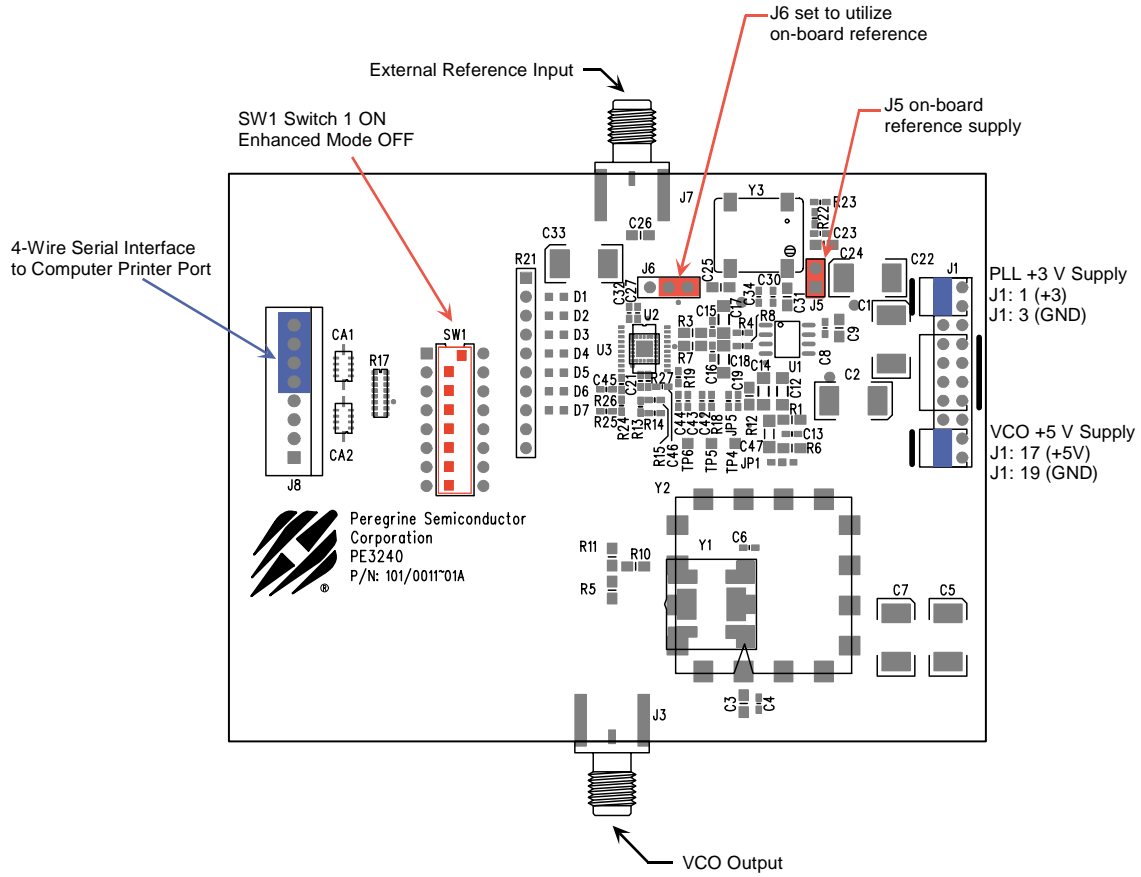 J6 set to utilize
on-board reference
External Reference Input
SW1 Switch 1 ON
Enhanced Mode OFF
J5 on-board
reference supply
4-Wire Serial Interface
to Computer Printer Port
PLL +3 V Supply
J1: 1 (+3)
J1: 3 (GND)
VCO +5 V Supply
J1: 17 (+5V)
J1: 19 (GND)
J7
Y3
R23
R22
C23
C26
C33
R21
J6
C25
C24
C22
J1
C32
C27
C17
C34
C30
C31
J5
C1
D1
D2
D3
D4
D5
D6
D7
U2
U3
R3
C15
R4
R8
C9
C8
SW1
CA1
R17
R7
C16
C18
U1
C21
R27
R19
C19
C14
C12
C2
C45
R26
R25
R24
R13
R14
R15
C46
C44
C43
C42
R18
JP5
R12
R1
C13
C47
R6
TP6
TP5
TP4
JP1
CA2
J8
Y2
Peregrine Semiconductor
Corporation
PE3240
P/N: 101/0011~01A
®
R11
R10
R5
Y1
C6
C7
C5
C3
C4
J3
VCO Output